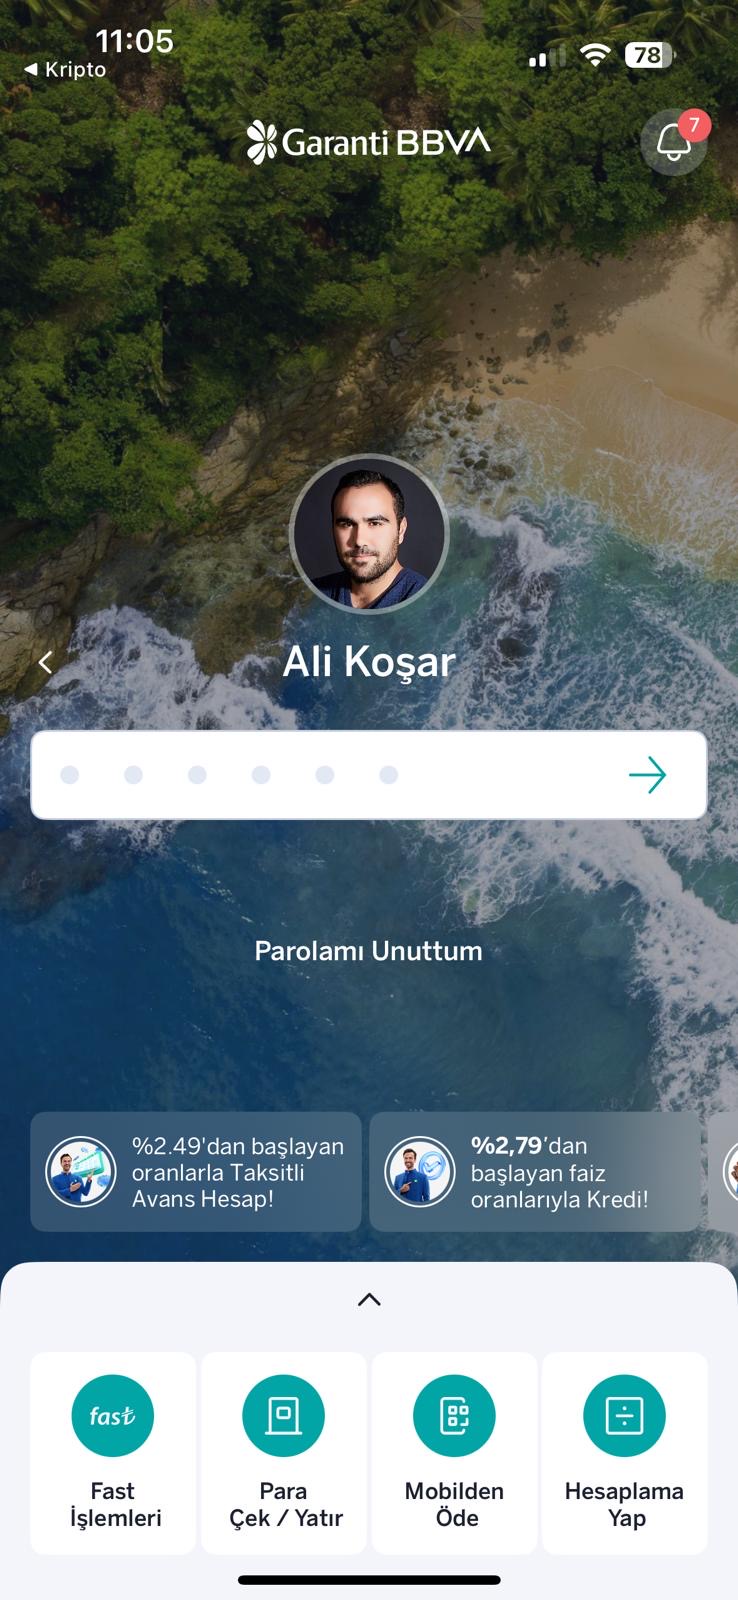 11:05
78
◀ Kripto
Garanti BBVA
7
Ali Koşar
Parolamı Unuttum
%2.49'dan başlayan
oranlarla Taksitli
Avans Hesap!
%2,79'dan
başlayan faiz
oranlarıyla Kredi!
fast
Fast
İşlemleri
Para
Çek / Yatır
Mobilden
Öde
Hesaplama
Yap